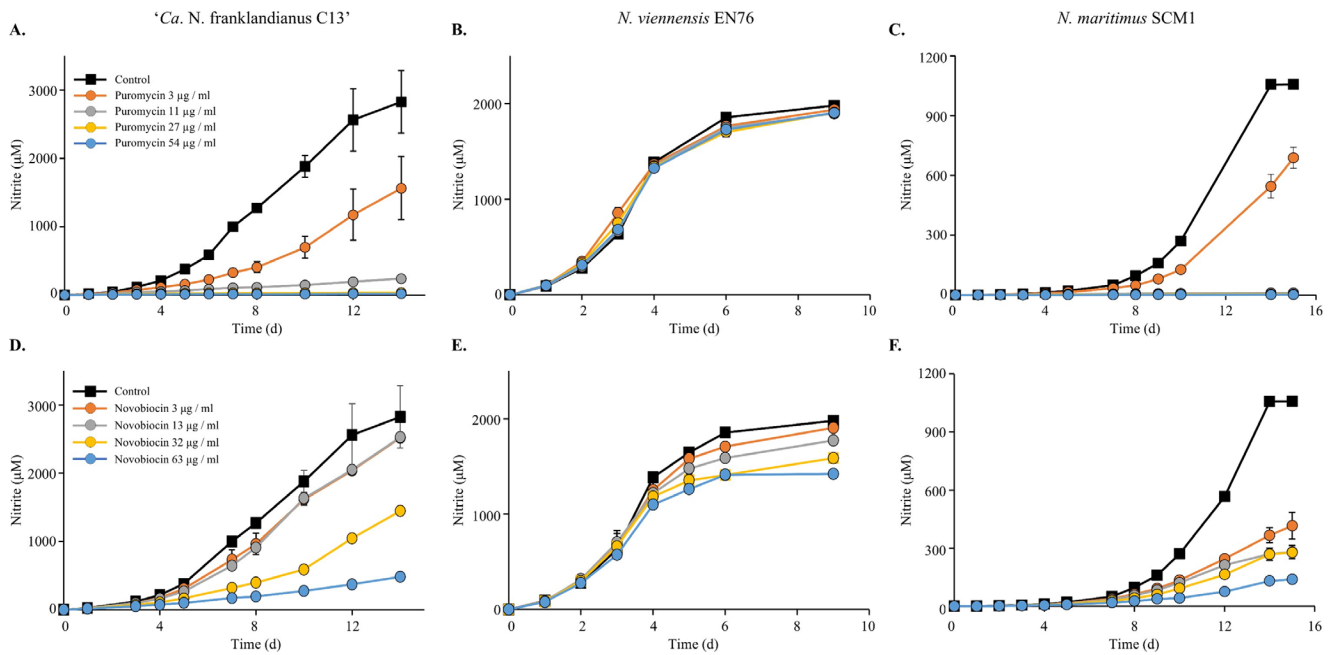 ‘Ca. N. franklandianus C13’
N. viennensis EN76
N. maritimus SCM1
A.
3000
2000
1000
0
Nitrite (µM)
Control
Puromycin 3 µg / ml
Puromycin 11 µg / ml
Puromycin 27 µg / ml
Puromycin 54 µg / ml
0 4 8 12
Time (d)
B.
2000
1000
0
Nitrite (µM)
0 2 4 6 8 10
Time (d)
C.
1200
900
600
300
0
Nitrite (µM)
0 4 8 12 16
Time (d)
D.
3000
2000
1000
0
Nitrite (µM)
Control
Novobiocin 3 µg / ml
Novobiocin 13 µg / ml
Novobiocin 32 µg / ml
Novobiocin 63 µg / ml
0 4 8 12
Time (d)
E.
2000
1000
0
Nitrite (µM)
0 2 4 6 8 10
Time (d)
F.
1200
900
600
300
0
Nitrite (µM)
0 4 8 12 16
Time (d)